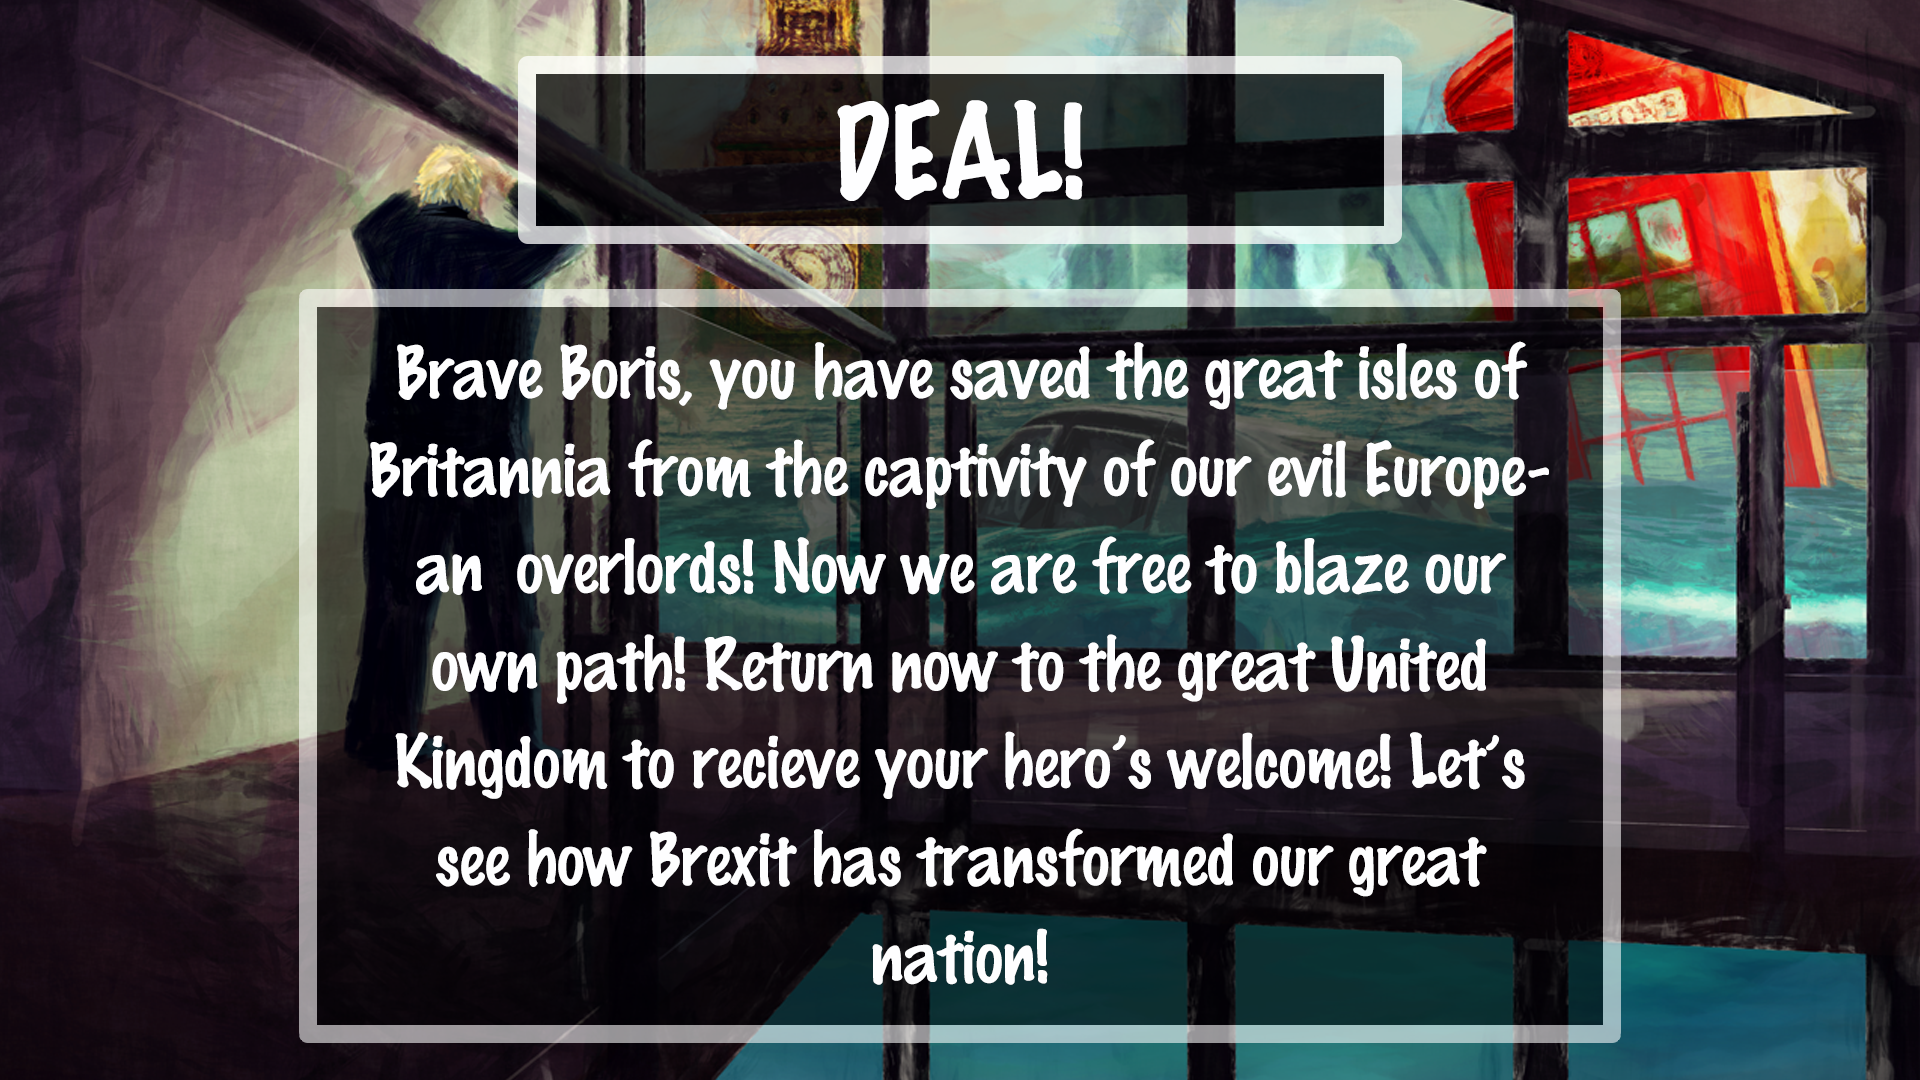 DEAL!
Brave Boris, you have saved the great isles of
Britannia from the captivity of our evil Europe-
an overlords! Now we are free to blaze our
own path! Return now to the great United
Kingdom to recieve your hero's welcome! Let's
see how Brexit has transformed our great
nation!